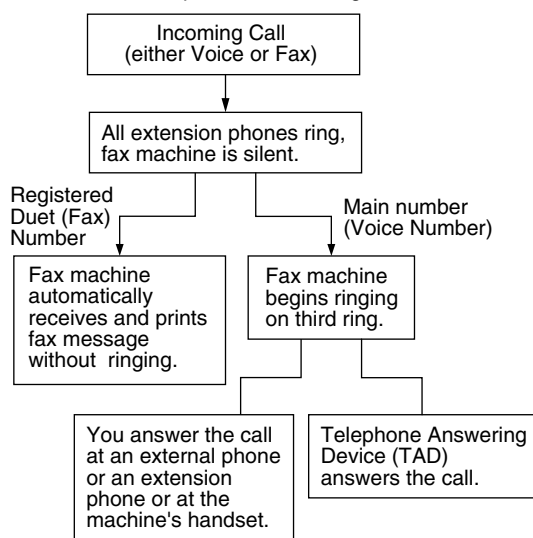 Incoming Call
(either Voice or Fax)
All extension phones ring,
fax machine is silent.
Registered
Duet (Fax)
Number
Main number
(Voice Number)
Fax machine
automatically
receives and prints
fax message
without ringing.
Fax machine
begins ringing
on third ring.
You answer the call
at an external phone
or an extension
phone or at the
machine's handset.
Telephone Answering
Device (TAD)
answers the call.